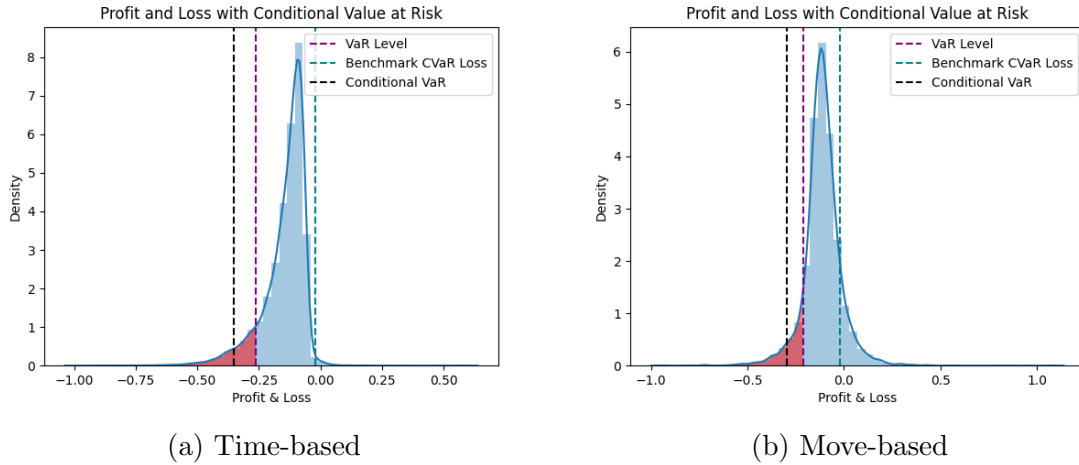 Profit and Loss with Conditional Value at Risk
VaR Level
Benchmark CVaR Loss
Conditional VaR
8
7
6
5
4
3
2
1
0
Density
-1.00 -0.75 -0.50 -0.25 0.00 0.25 0.50
Profit & Loss
(a) Time-based
Profit and Loss with Conditional Value at Risk
VaR Level
Benchmark CVaR Loss
Conditional VaR
6
5
4
3
2
1
0
Density
-1.0 -0.5 0.0 0.5 1.0
Profit & Loss
(b) Move-based